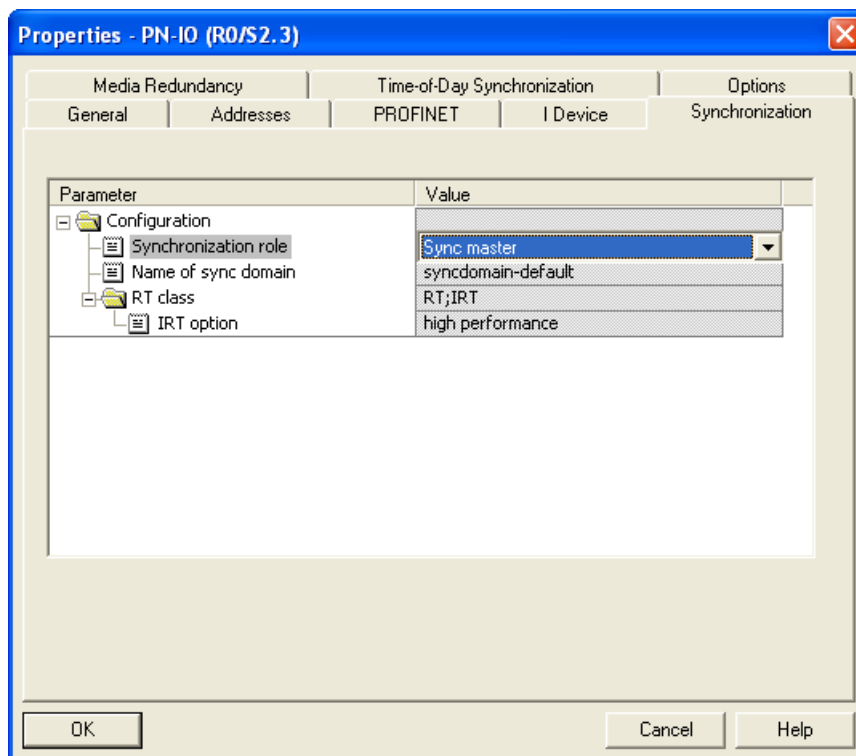 Properties - PN-IO (R0/S2.3)
Media Redundancy Time-of-Day Synchronization Options
General Addresses PROFINET I Device Synchronization
Parameter Value
Configuration
Synchronization role Sync master
Name of sync domain syncdomain-default
RT class RT;IRT
IRT option high performance
OK Cancel Help